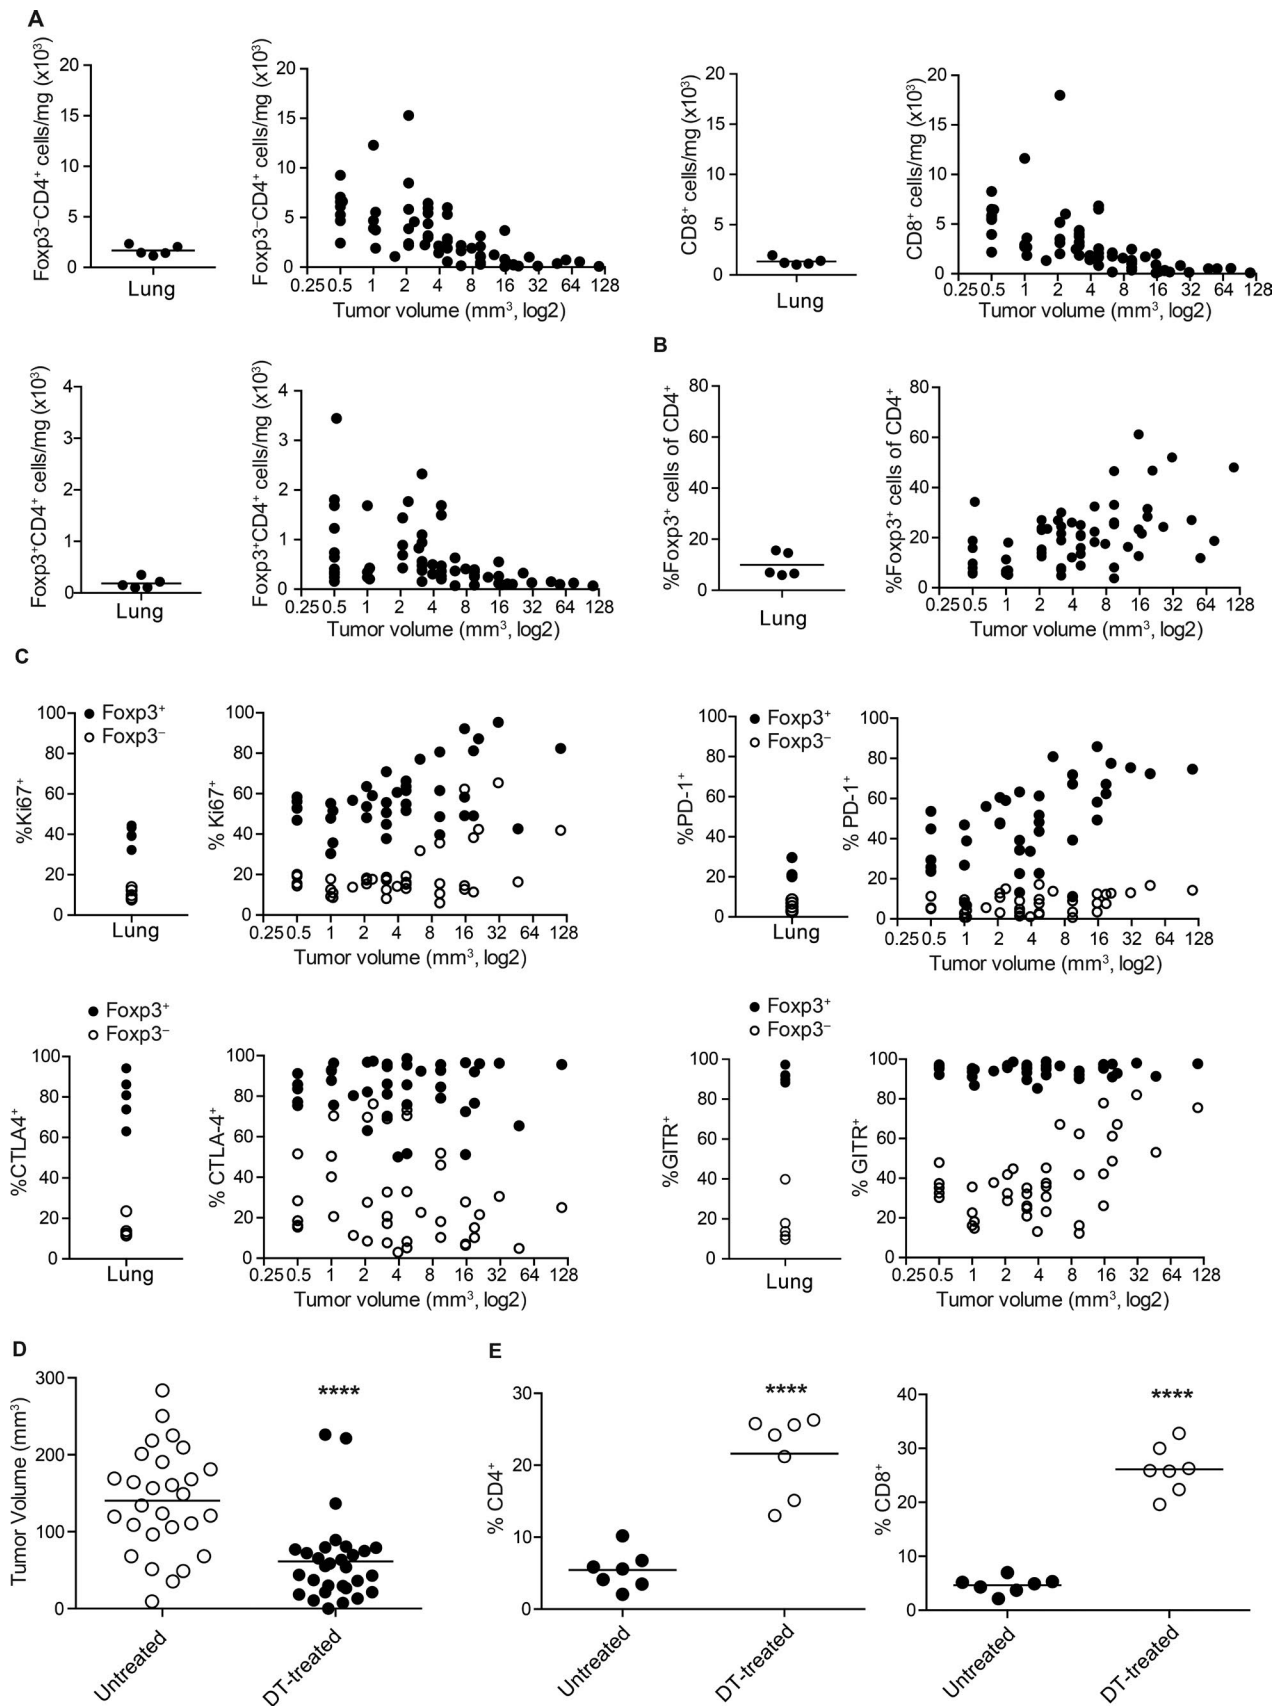 A
Foxp3⁻CD4⁺ cells/mg (x10³)
20
15
10
5
0
Lung
Foxp3⁻CD4⁺ cells/mg (x10³)
20
15
10
5
0
0.25 0.5 1 2 4 8 16 32 64 128
Tumor volume (mm³, log2)
CD8⁺ cells/mg (x10³)
20
15
10
5
0
Lung
CD8⁺ cells/mg (x10³)
20
15
10
5
0
0.25 0.5 1 2 4 8 16 32 64 128
Tumor volume (mm³, log2)
Foxp3⁺CD4⁺ cells/mg (x10³)
4
3
2
1
0
Lung
Foxp3⁺CD4⁺ cells/mg (x10³)
4
3
2
1
0
0.25 0.5 1 2 4 8 16 32 64 128
Tumor volume (mm³, log2)
B
%Foxp3⁺ cells of CD4⁺
80
60
40
20
0
Lung
%Foxp3⁺ cells of CD4⁺
80
60
40
20
0
0.25 0.5 1 2 4 8 16 32 64 128
Tumor volume (mm³, log2)
C
Foxp3⁺
Foxp3⁻
%Ki67⁺
100
80
60
40
20
0
Lung
% Ki67⁺
100
80
60
40
20
0
0.25 0.5 1 2 4 8 16 32 64 128
Tumor volume (mm³, log2)
Foxp3⁺
Foxp3⁻
%PD-1⁺
100
80
60
40
20
0
Lung
% PD-1⁺
100
80
60
40
20
0
0.25 0.5 1 2 4 8 16 32 64 128
Tumor volume (mm³, log2)
Foxp3⁺
Foxp3⁻
%CTLA4⁺
100
80
60
40
20
0
Lung
% CTLA-4⁺
100
80
60
40
20
0
0.25 0.5 1 2 4 8 16 32 64 128
Tumor volume (mm³, log2)
Foxp3⁺
Foxp3⁻
%GITR⁺
100
80
60
40
20
0
Lung
% GITR⁺
100
80
60
40
20
0
0.25 0.5 1 2 4 8 16 32 64 128
Tumor volume (mm³, log2)
D
Tumor Volume (mm³)
300
200
100
0
****
Untreated
DT-treated
E
% CD4⁺
30
20
10
0
****
Untreated
DT-treated
% CD8⁺
40
30
20
10
0
****
Untreated
DT-treated